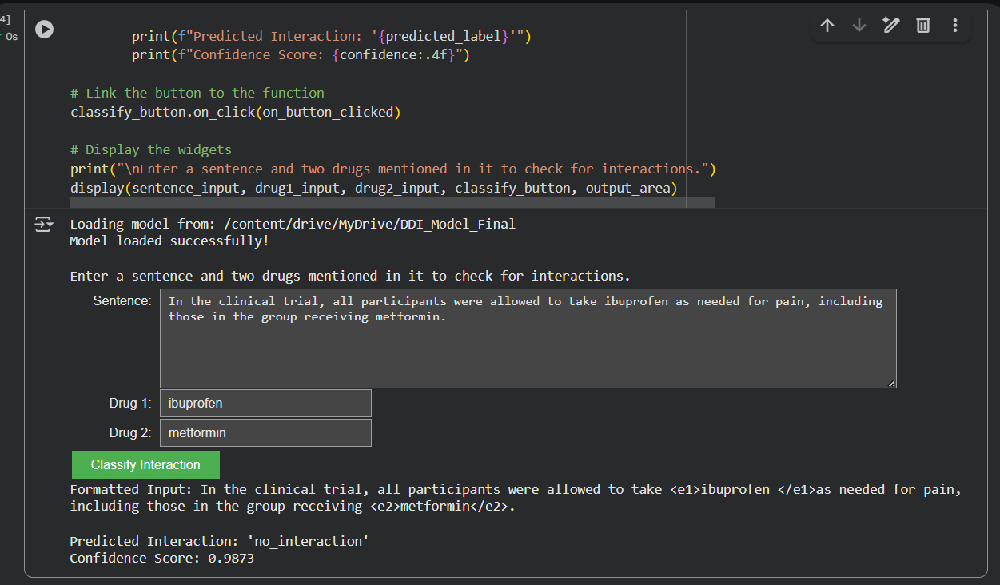 4]
0s
print(f"Predicted Interaction: '{predicted_label}'")
print(f"Confidence Score: {confidence:.4f}")
# Link the button to the function
classify_button.on_click(on_button_clicked)
# Display the widgets
print("\nEnter a sentence and two drugs mentioned in it to check for interactions.")
display(sentence_input, drug1_input, drug2_input, classify_button, output_area)
Loading model from: /content/drive/MyDrive/DDI_Model_Final
Model loaded successfully!
Enter a sentence and two drugs mentioned in it to check for interactions.
Sentence: In the clinical trial, all participants were allowed to take ibuprofen as needed for pain, including
those in the group receiving metformin.
Drug 1: ibuprofen
Drug 2: metformin
Classify Interaction
Formatted Input: In the clinical trial, all participants were allowed to take <e1>ibuprofen </e1>as needed for pain,
including those in the group receiving <e2>metformin</e2>.
Predicted Interaction: 'no_interaction'
Confidence Score: 0.9873